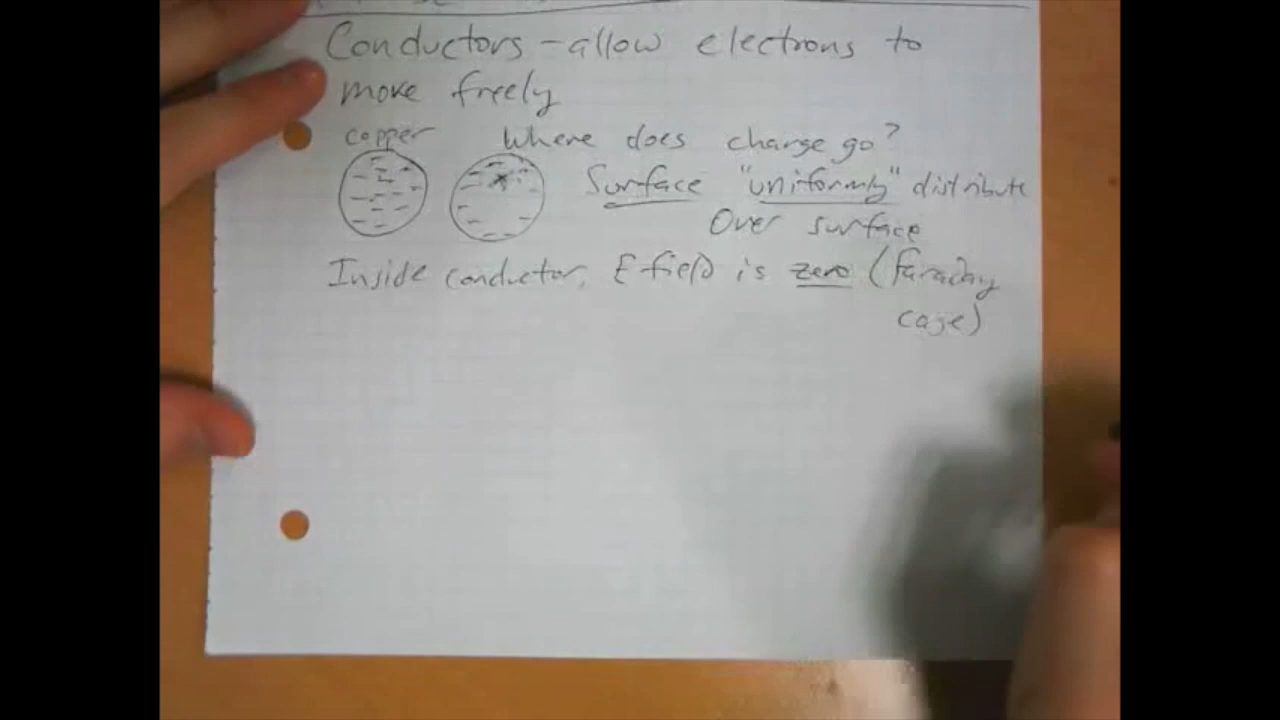 Conductors - allow electrons to
move freely
copper Where does charge go?
Surface "uniformly" distribute
Over surface
Inside conductor, E-field is zero (faraday
cage)